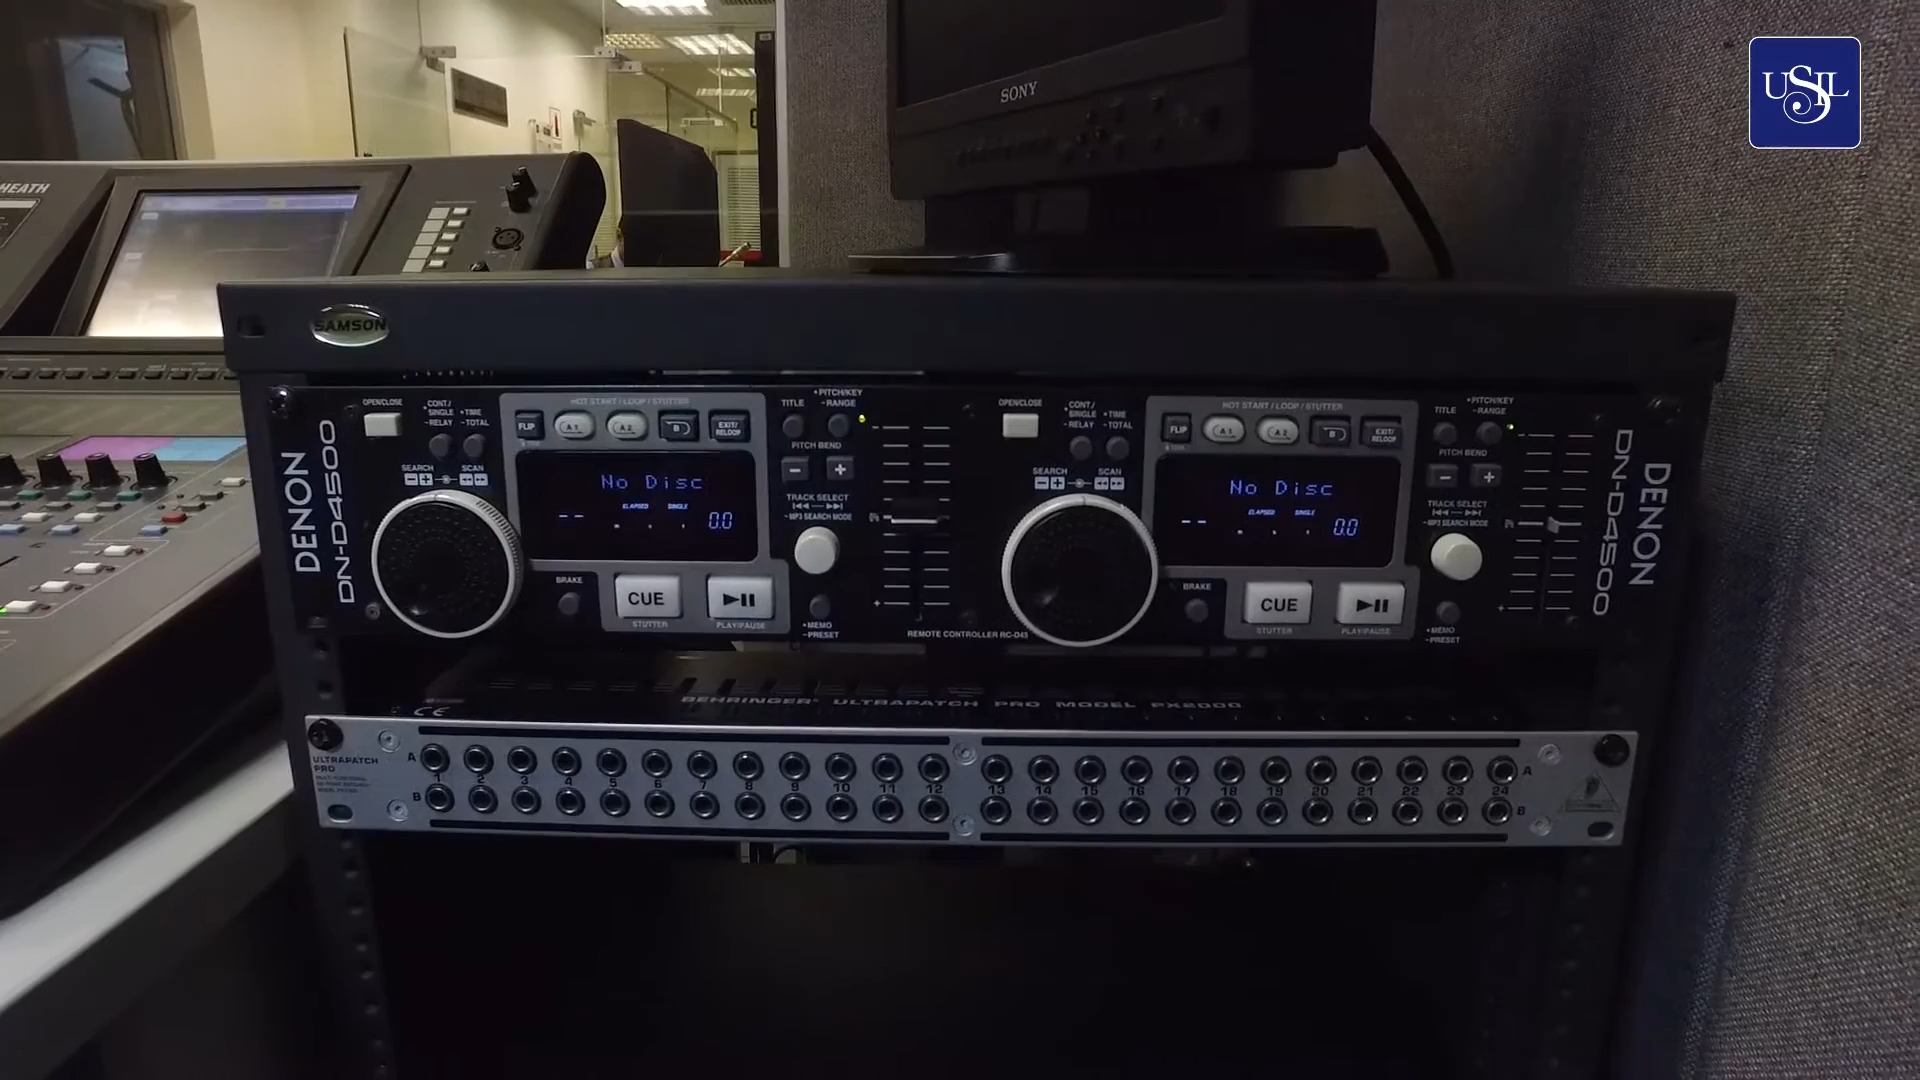 USIL
SONY
HEATH
SAMSON
DENON
DN-D4500
OPEN/CLOSE
CONT./
SINGLE
-RELAY
•TIME
-TOTAL
SEARCH
SCAN
HOT START / LOOP / STUTTER
FLIP
A1
A2
B
EXIT/
RELOOP
No Disc
ELAPSED
SINGLE
--
m s f
0.0
BRAKE
CUE
STUTTER
PLAY/PAUSE
TITLE
•PITCH/KEY
-RANGE
PITCH BEND
- +
TRACK SELECT
-MP3 SEARCH MODE
•MEMO
-PRESET
REMOTE CONTROLLER RC-D45
OPEN/CLOSE
CONT./
SINGLE
-RELAY
•TIME
-TOTAL
SEARCH
SCAN
HOT START / LOOP / STUTTER
FLIP
A1
A2
B
EXIT/
RELOOP
No Disc
ELAPSED
SINGLE
--
m s f
0.0
BRAKE
CUE
STUTTER
PLAY/PAUSE
TITLE
•PITCH/KEY
-RANGE
PITCH BEND
- +
TRACK SELECT
-MP3 SEARCH MODE
•MEMO
-PRESET
DN-D4500
DENON
CE
BEHRINGER ULTRAPATCH PRO MODEL PX2000
ULTRAPATCH
PRO
A
1 2 3 4 5 6 7 8 9 10 11 12 13 14 15 16 17 18 19 20 21 22 23 24
B
A
B